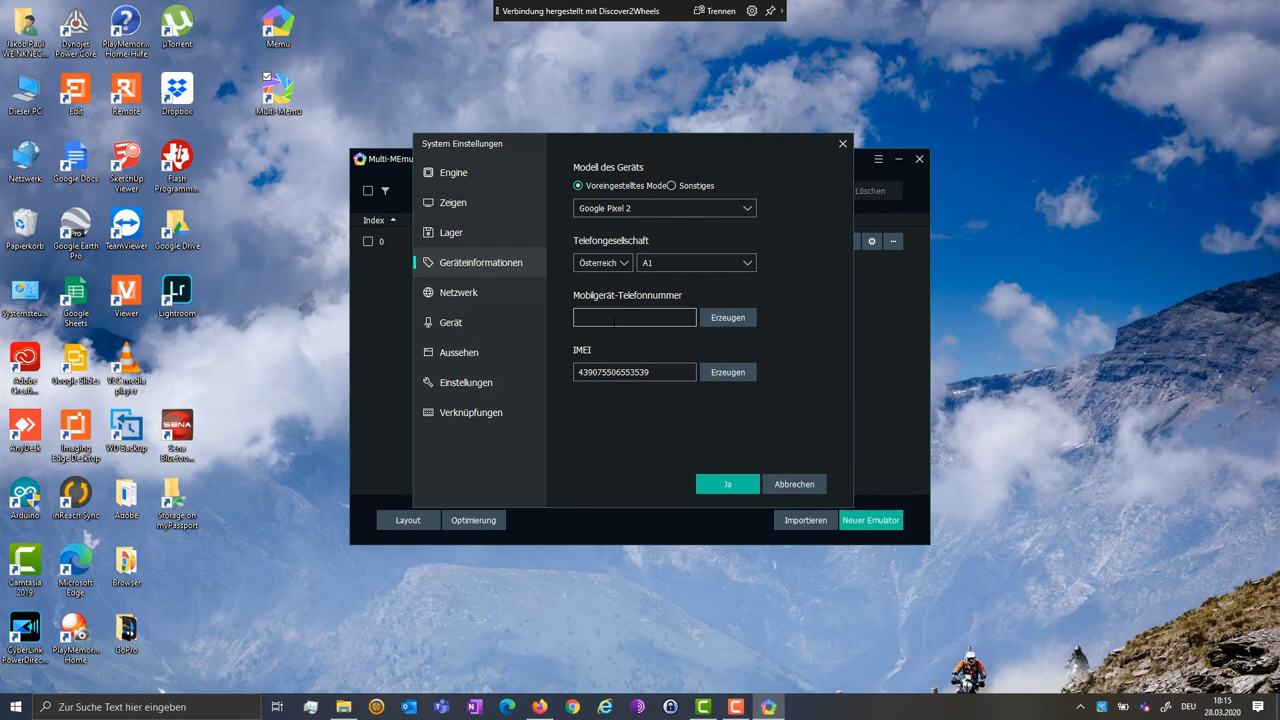 Verbindung hergestellt mit Discover2Wheels
Trennen
Jakob Paul
WEINKNEC...
Dynojet
Power Core
PlayMemor...
Home-Hilfe
µTorrent
Memu
Dieser PC
Edit
Remote
Dropbox
Multi-Memu
Netzwerk
Google Docs
SketchUp
Viewer
Flash
Programm...
Papierkorb
Google Earth
Pro
TeamViewer
Google Drive
Systemsteu...
Google
Sheets
Viewer
Lightroom
Adobe
Creati...
Google Slides
VLC media
player
AnyDesk
Imaging
Edge Desktop
WD Backup
Sena
Bluetoo...
Arduino
inReach Sync
Adobe
Storage on
myPassport
Camtasia
2019
Microsoft
Edge
Browser
CyberLink
PowerDirec...
PlayMemor...
Home
GoPro
Multi-MEmu
Löschen
Index
0
Layout
Optimierung
Importieren
Neuer Emulator
System Einstellungen
Engine
Zeigen
Lager
Geräteinformationen
Netzwerk
Gerät
Aussehen
Einstellungen
Verknüpfungen
Modell des Geräts
Voreingestelltes Mode
Sonstiges
Google Pixel 2
Telefongesellschaft
Österreich
A1
Mobilgerät-Telefonnummer
Erzeugen
IMEI
439075506553539
Erzeugen
Ja
Abbrechen
Zur Suche Text hier eingeben
DEU
18:15
28.03.2020